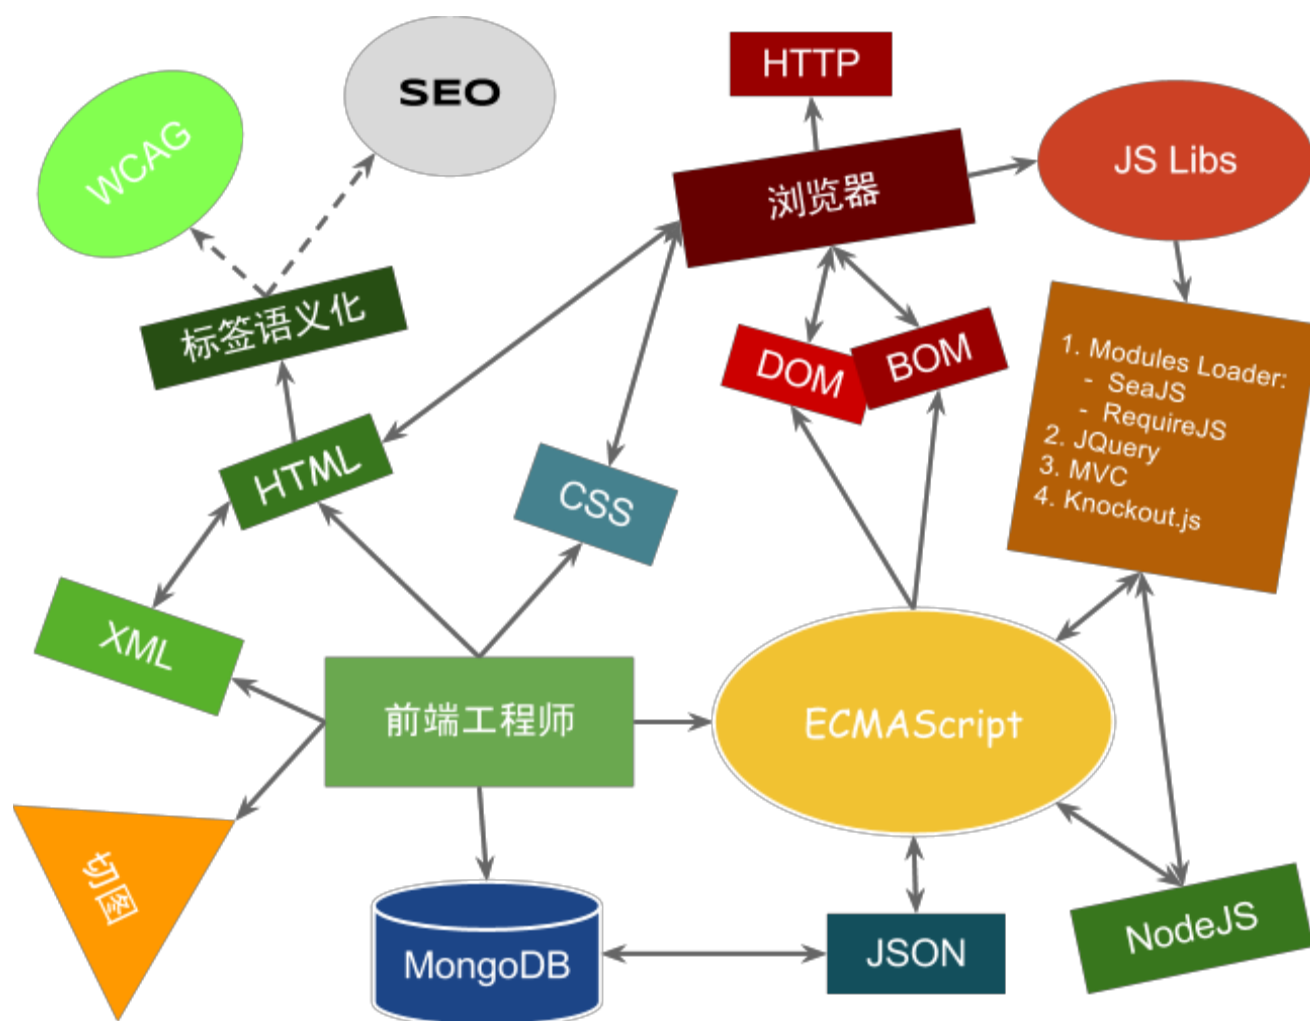 SEO
HTTP
WCAG
JS Libs
浏览器
标签语义化
DOM
BOM
1. Modules Loader:
- SeaJS
- RequireJS
2. JQuery
3. MVC
4. Knockout.js
HTML
CSS
XML
前端工程师
ECMAScript
切图
MongoDB
JSON
NodeJS